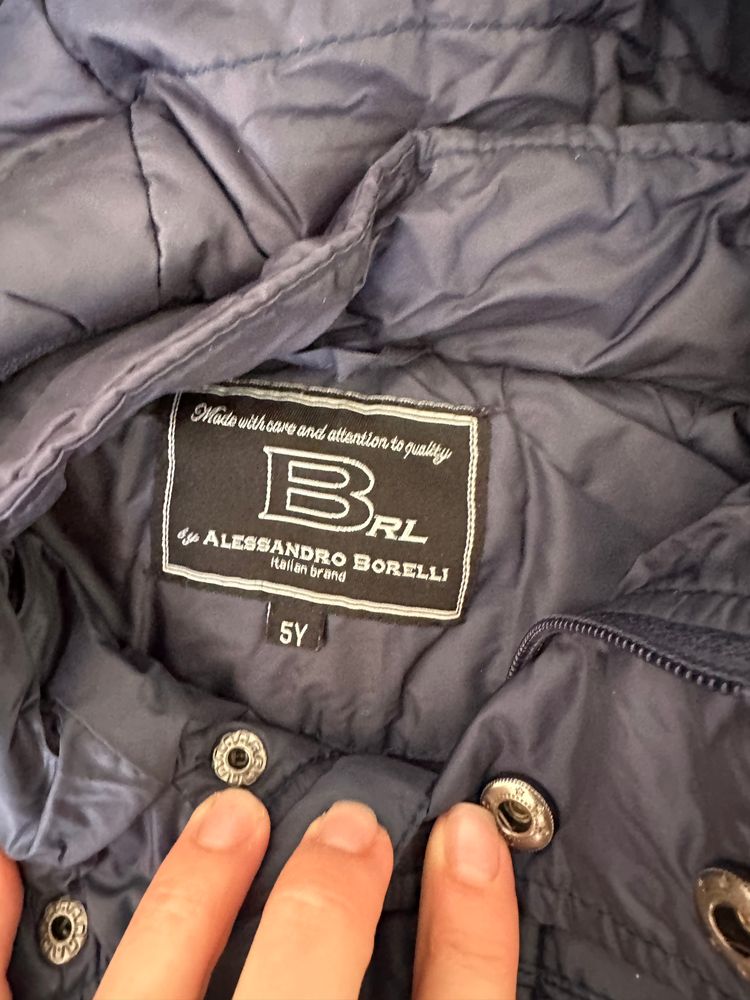 Made with care and attention to quality
BRL
by ALESSANDRO BORELLI
Italian brand
5Y